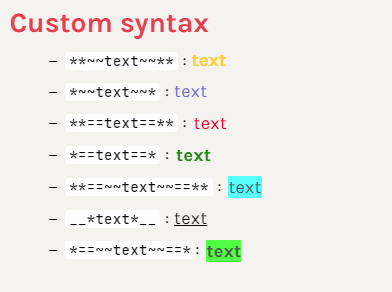 Custom syntax
– **~~text~~** : text
– *~~text~~* : text
– **==text==** : text
– *==text==* : text
– **==~~text~~==** : text
– __*text*__ : text
– *==~~text~~==* : text